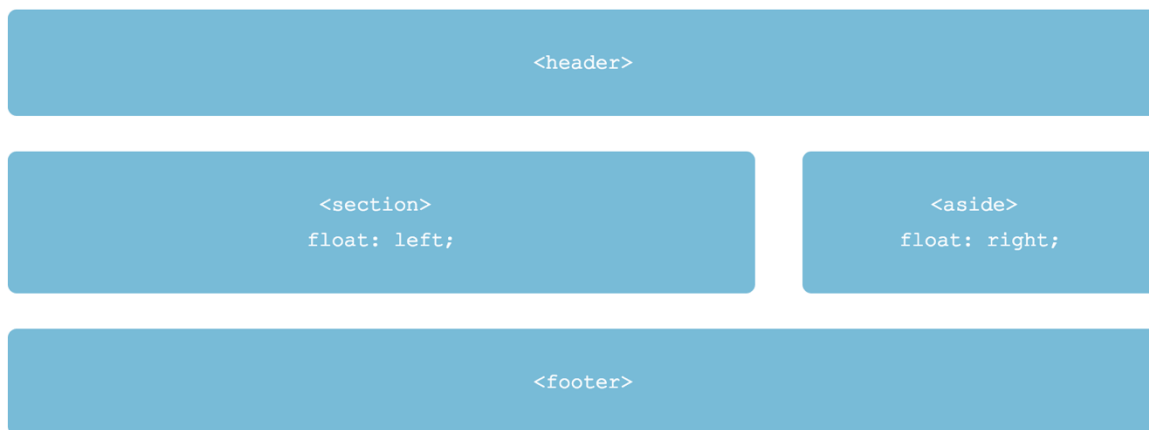 <header>
<section>
float: left;
<aside>
float: right;
<footer>